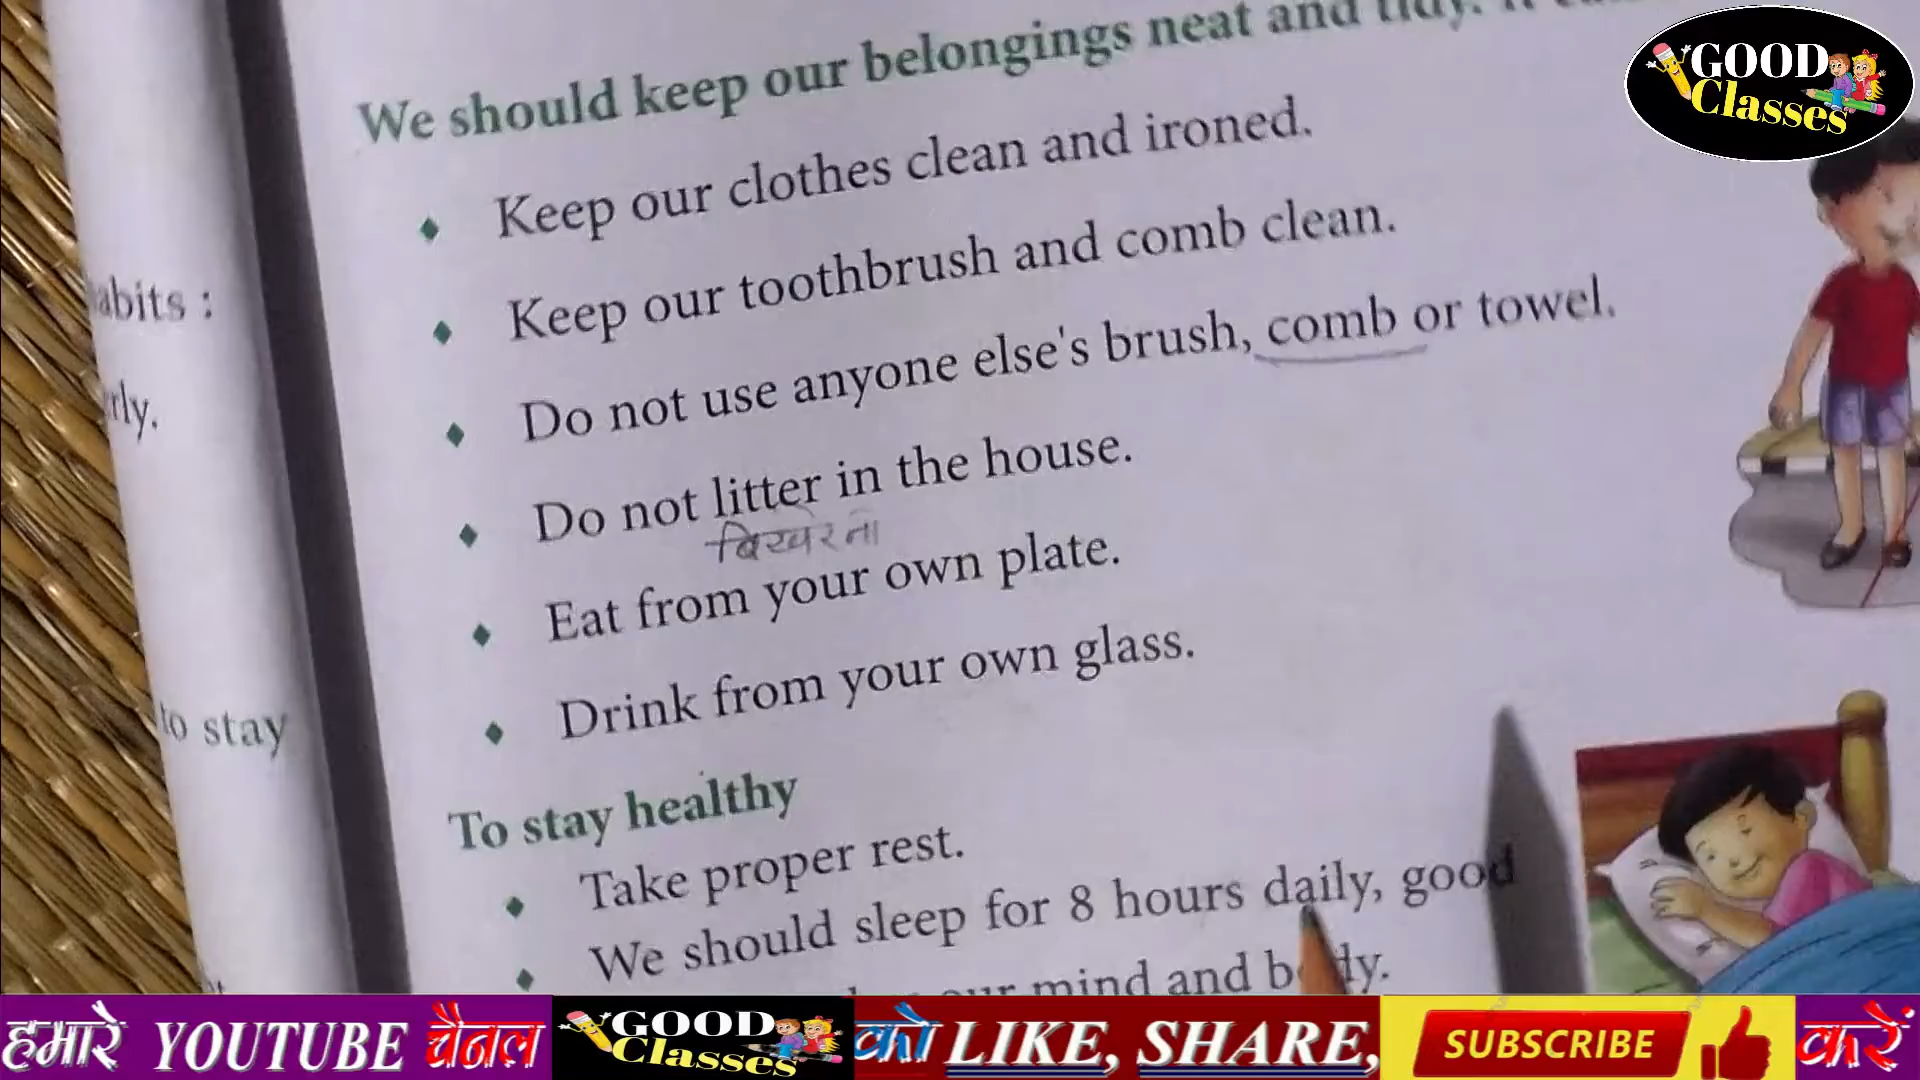 We should keep our belongings neat and tidy.
Keep our clothes clean and ironed.
Keep our toothbrush and comb clean.
Do not use anyone else's brush, comb or towel.
Do not litter in the house.
बिखरना
Eat from your own plate.
Drink from your own glass.
To stay healthy
Take proper rest.
We should sleep for 8 hours daily, good
our mind and body.
abits :
rly.
to stay
GOOD
Classes
हमारे YOUTUBE चैनल GOOD Classes को LIKE, SHARE, SUBSCRIBE करें